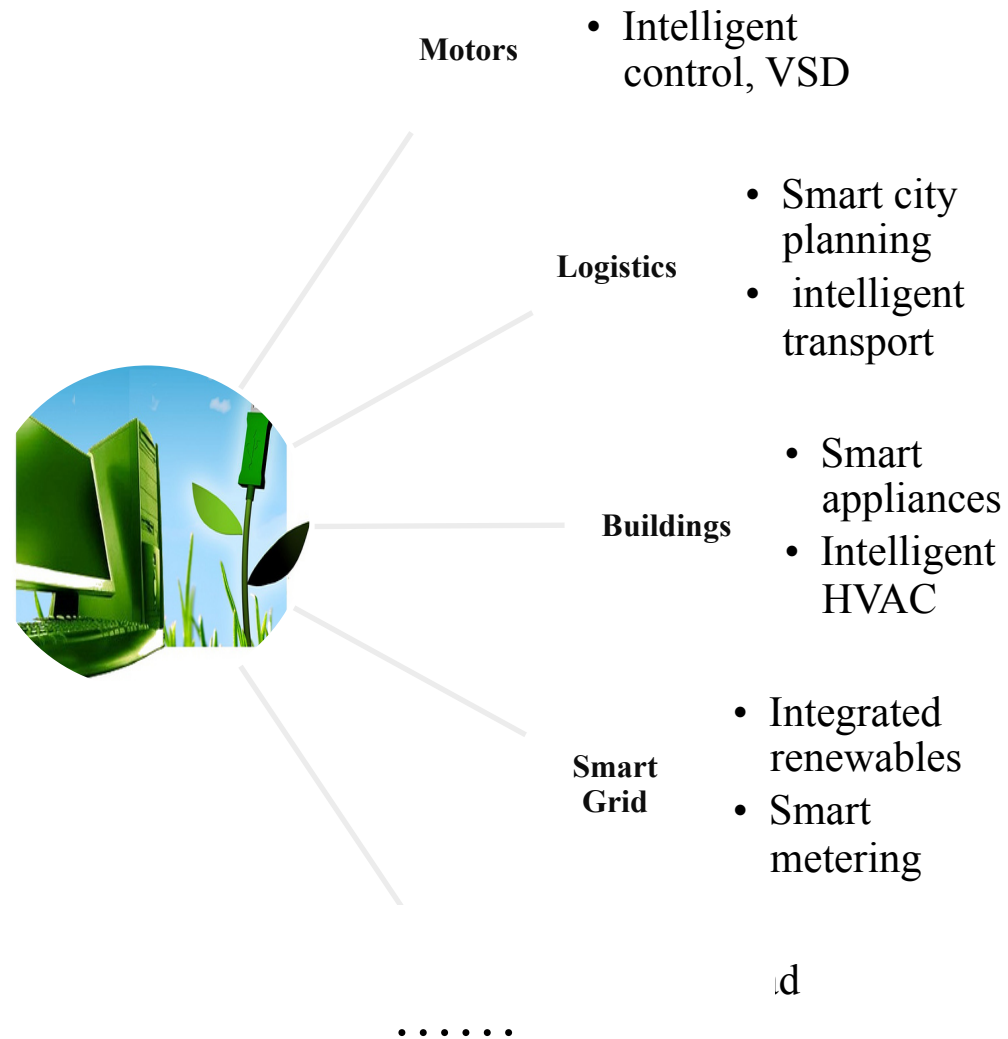 Motors
• Intelligent
control, VSD
Logistics
• Smart city
planning
• intelligent
transport
Buildings
• Smart
appliances
• Intelligent
HVAC
Smart
Grid
• Integrated
renewables
• Smart
metering
......